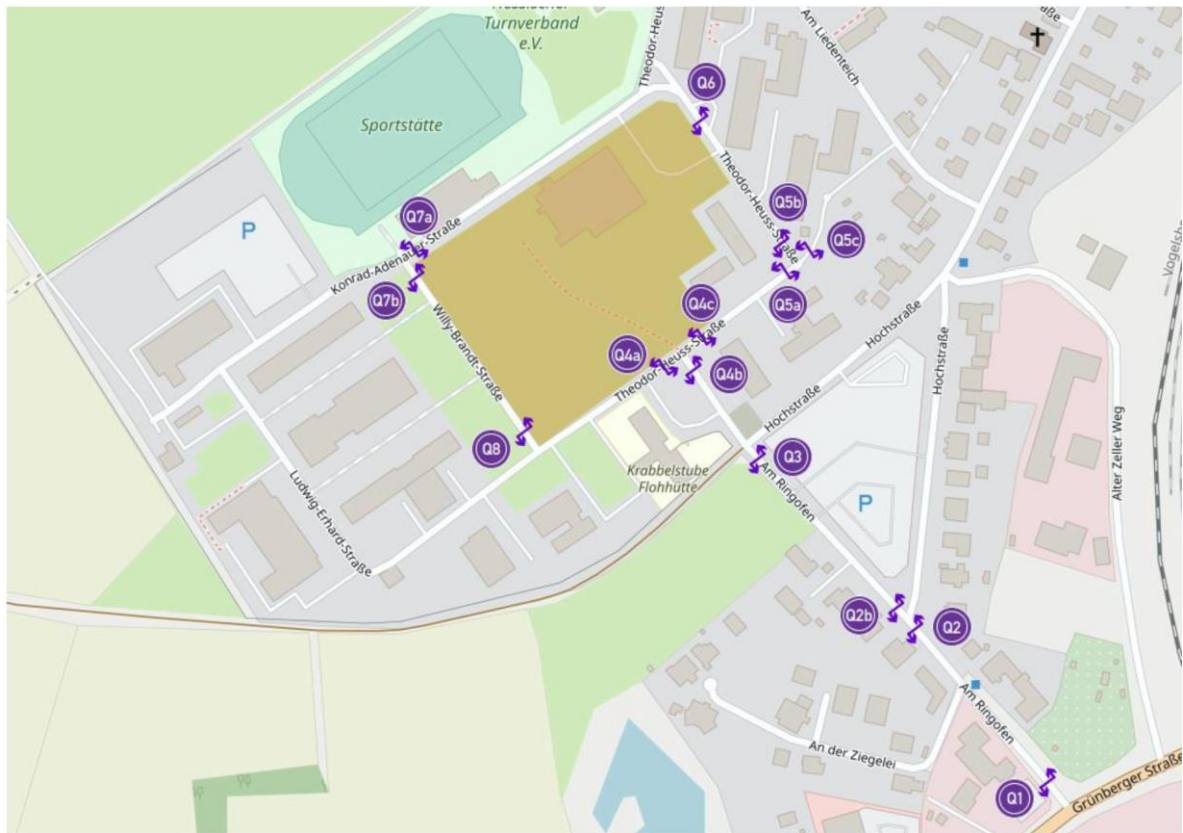 Turnverband
e.V.
Theodor-Heuss
Am Liedenteich
Q6
Sportstätte
Theodor-Heuss-Straße
Q5b
Q7a
P
Konrad-Adenauer-Straße
Q5c
Q7b
Q5a
Q4c
Hochstraße
Willy-Brandt-Straße
Q4a
Theodor-Heuss-Straße
Q4b
Hochstraße
Hochstraße
Alter Zeller Weg
Q8
Q3
Krabbelstube
Flohhütte
Am Ringofen
P
Ludwig-Erhard-Straße
Q2b
Q2
Am Ringofen
An der Ziegelei
Q1
Grünberger Straße